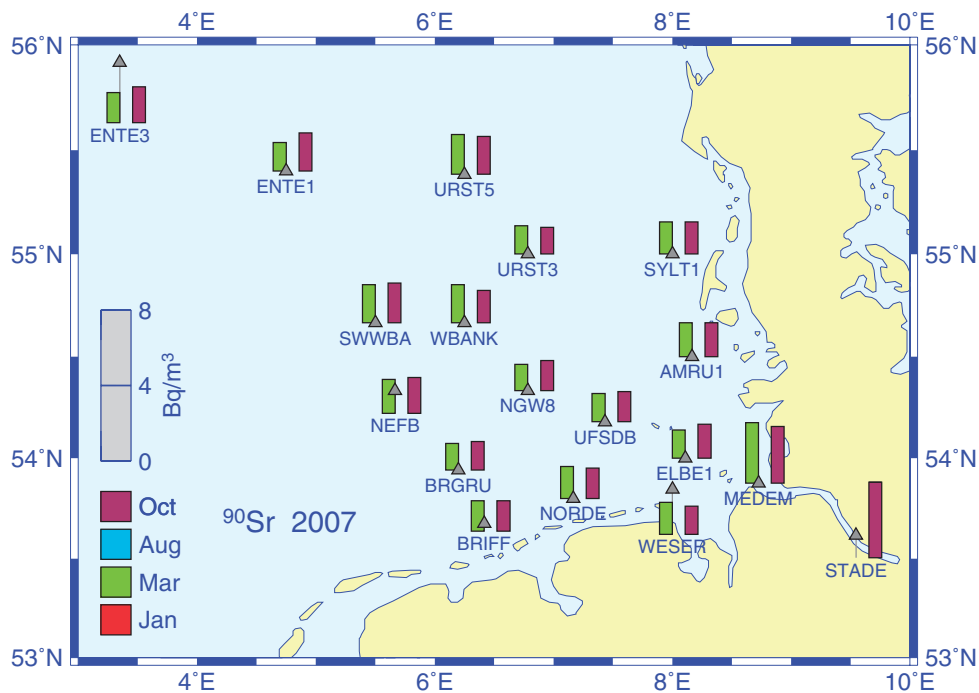 4˚E 6˚E 8˚E 10˚E
56˚N 56˚N
ENTE3
ENTE1 URST5
55˚N 55˚N
URST3 SYLT1
8
SWWBA WBANK
AMRU1
4
Bq/m³
NEFB NGW8
UFSDB
0 54˚N 54˚N
BRGRU ELBE1 MEDEM
Oct
⁹⁰Sr 2007
NORDE
BRIFF WESER
Aug
STADE
Mar
Jan
53˚N 53˚N
4˚E 6˚E 8˚E 10˚E